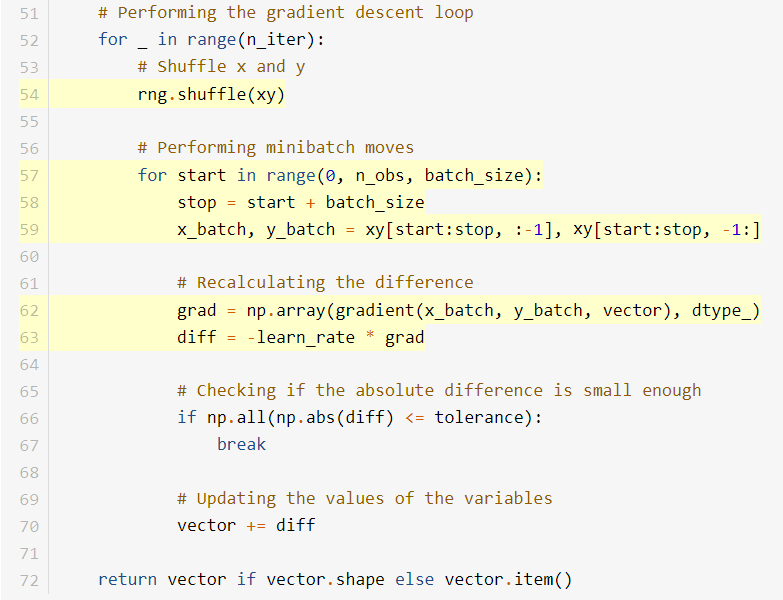 51 # Performing the gradient descent loop
52 for _ in range(n_iter):
53 # Shuffle x and y
54 rng.shuffle(xy)
55
56 # Performing minibatch moves
57 for start in range(0, n_obs, batch_size):
58 stop = start + batch_size
59 x_batch, y_batch = xy[start:stop, :-1], xy[start:stop, -1:]
60
61 # Recalculating the difference
62 grad = np.array(gradient(x_batch, y_batch, vector), dtype_)
63 diff = -learn_rate * grad
64
65 # Checking if the absolute difference is small enough
66 if np.all(np.abs(diff) <= tolerance):
67 break
68
69 # Updating the values of the variables
70 vector += diff
71
72 return vector if vector.shape else vector.item()